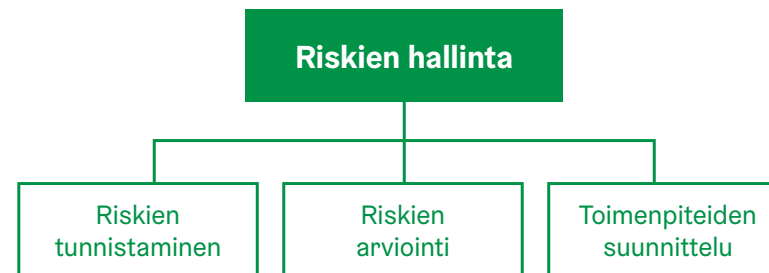 Riskien hallinta
Riskien
tunnistaminen
Riskien
arviointi
Toimenpiteiden
suunnittelu